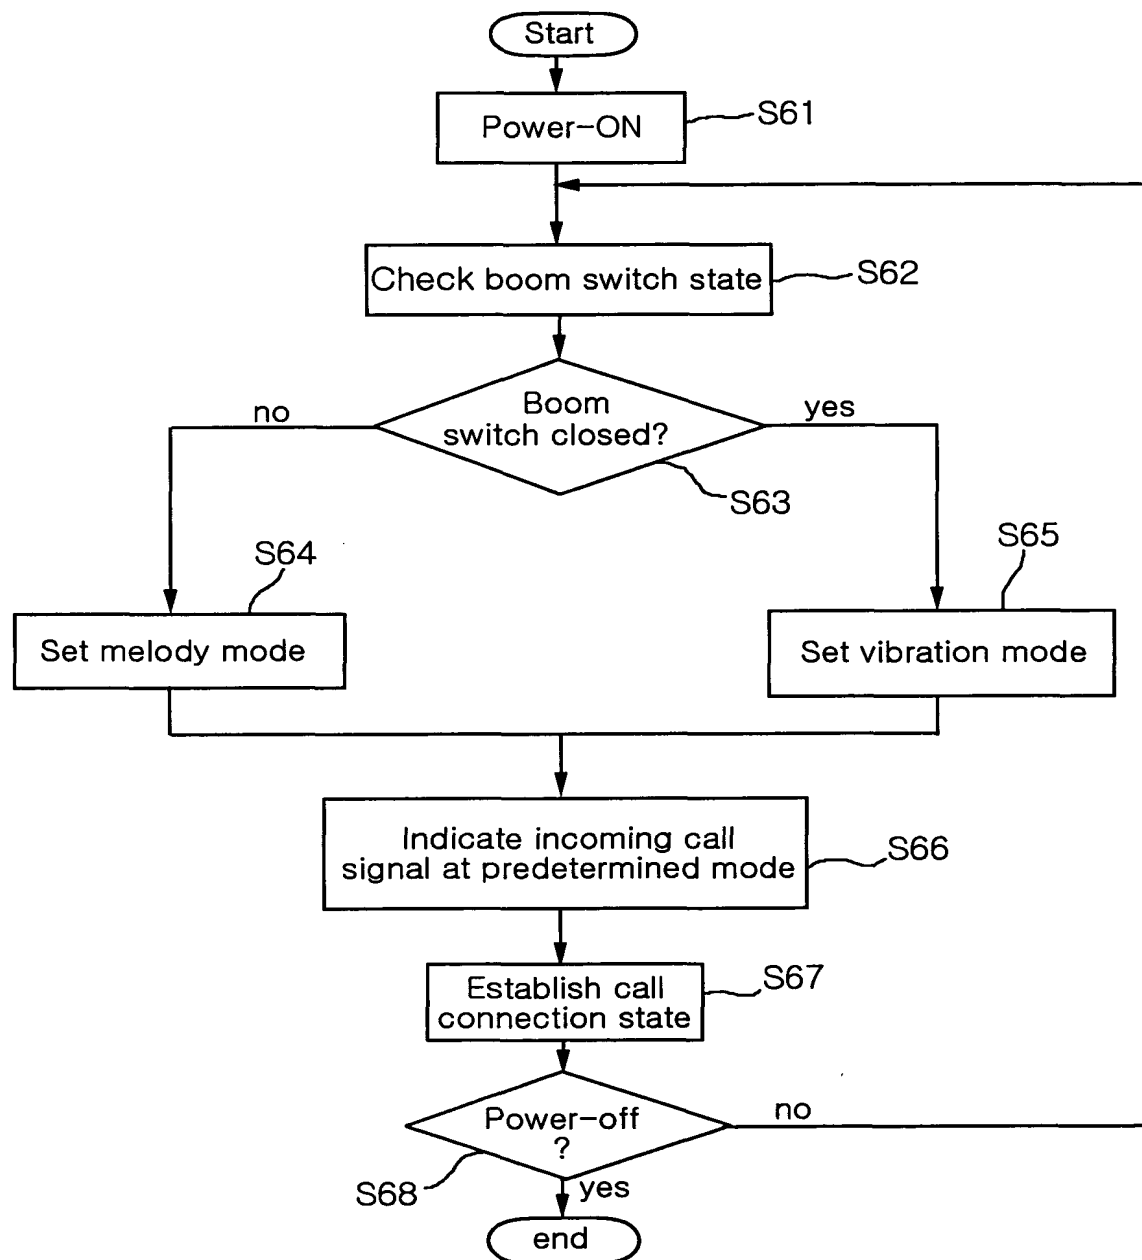 Start
Power-ON
S61
Check boom switch state
S62
Boom
switch closed?
no
yes
S63
S64
S65
Set melody mode
Set vibration mode
Indicate incoming call
signal at predetermined mode
S66
Establish call
connection state
S67
Power-off
?
no
S68
yes
end